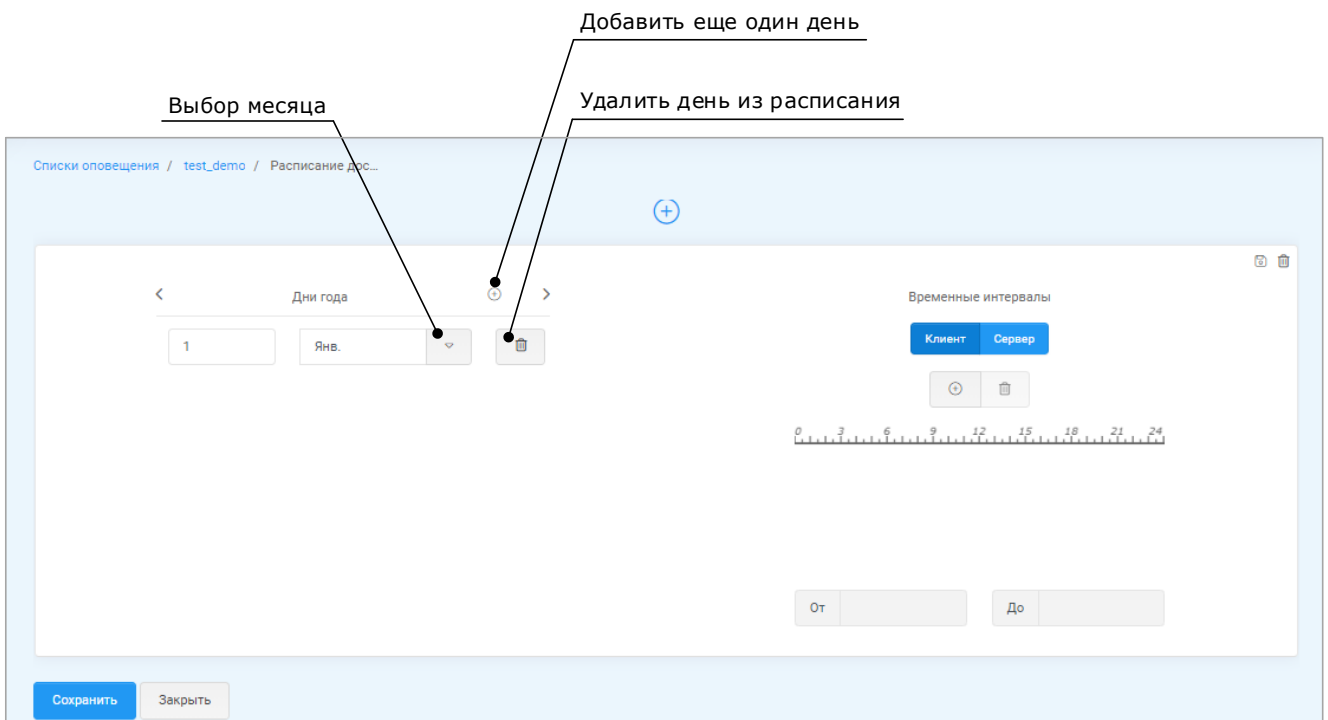 Добавить еще один день
Выбор месяца
Удалить день из расписания
Списки оповещения / test_demo / Расписание дос...
Дни года
Временные интервалы
1
Янв.
Клиент
Сервер
0 3 6 9 12 15 18 21 24
От
До
Сохранить
Закрыть